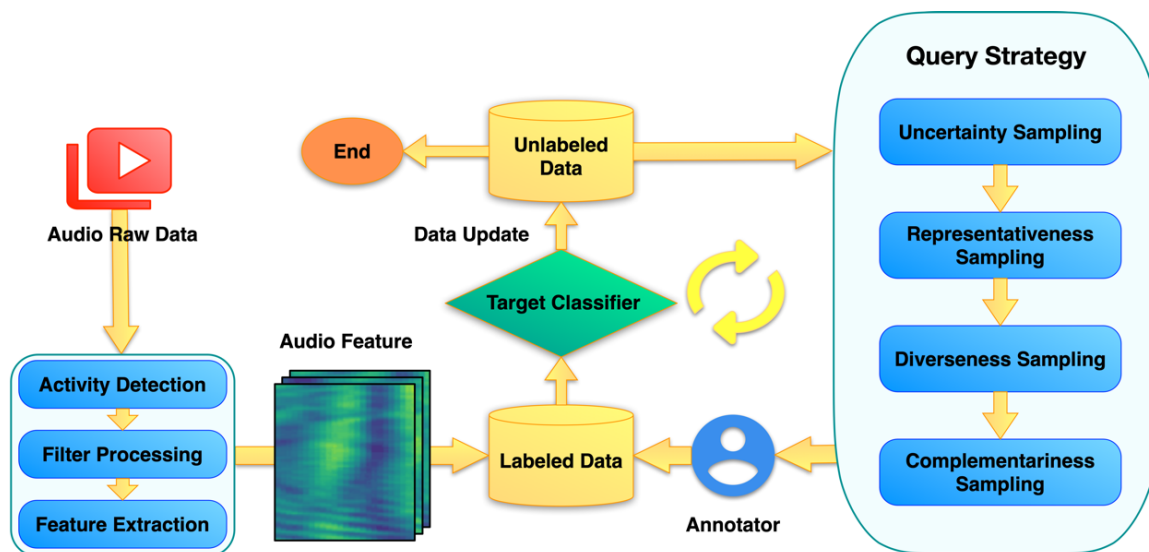 Query Strategy
Uncertainty Sampling
Representativeness
Sampling
Diverseness Sampling
Complementariness
Sampling
End
Unlabeled
Data
Audio Raw Data
Data Update
Target Classifier
Audio Feature
Activity Detection
Filter Processing
Feature Extraction
Labeled Data
Annotator